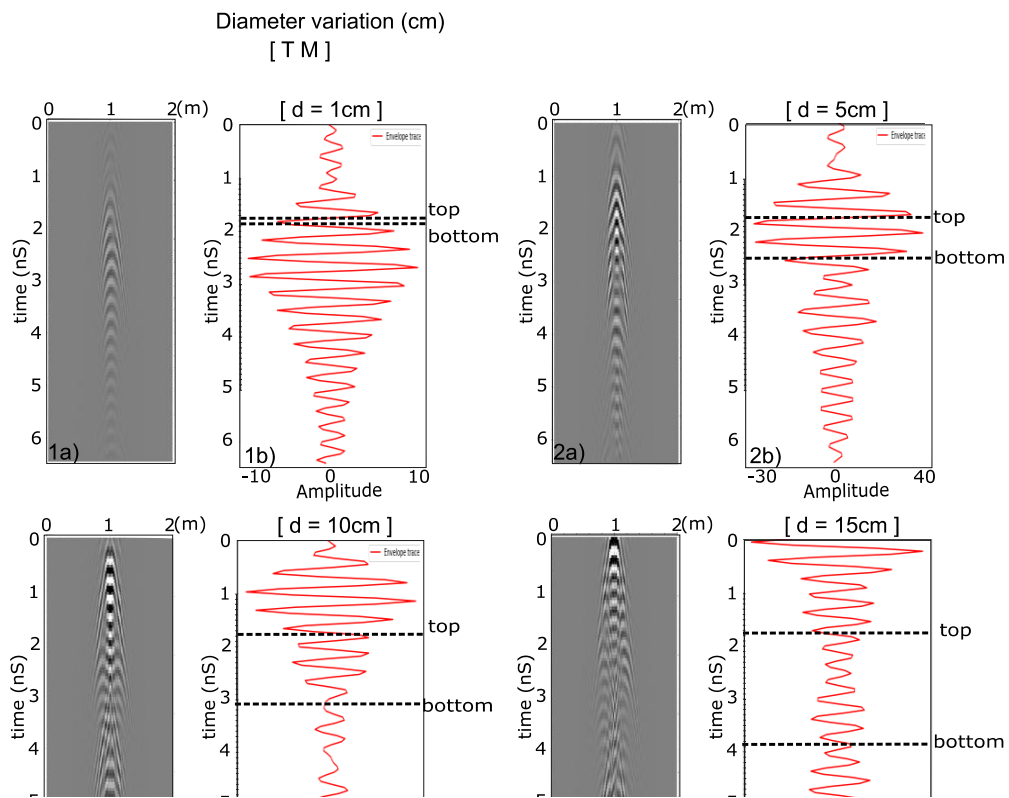 Diameter variation (cm)
[ T M ]
0 1 2(m)
[ d = 1cm ]
0 1 2(m)
[ d = 5cm ]
0
1
2
3
4
5
6
time (nS)
1a)
0
1
2
3
4
5
time (nS)
6
Envelope trace
top
bottom
1b)
-10 0 10
Amplitude
0
1
2
3
4
5
6
time (nS)
2a)
0
1
2
3
4
5
6
time (nS)
Envelope trace
top
bottom
2b)
-30 0 40
Amplitude
0 1 2(m)
[ d = 10cm ]
0 1 2(m)
[ d = 15cm ]
0
1
2
3
4
time (nS)
0
1
2
3
4
time (nS)
Envelope trace
top
bottom
0
1
2
3
4
time (nS)
0
1
2
3
4
time (nS)
top
bottom